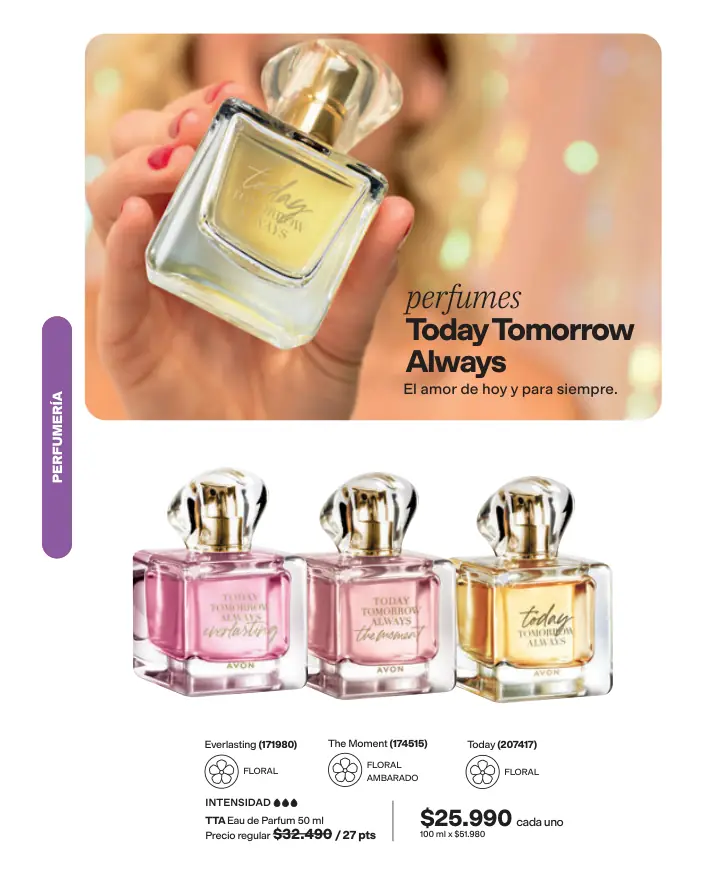 today
TOMORROW
ALWAYS
perfumes
Today Tomorrow
Always
El amor de hoy y para siempre.
PERFUMERÍA
TODAY
TOMORROW
ALWAYS
everlasting
AVON
TODAY
TOMORROW
ALWAYS
the moment
AVON
today
TOMORROW
ALWAYS
AVON
Everlasting (171980)
FLORAL
The Moment (174515)
FLORAL
AMBARADO
Today (207417)
FLORAL
INTENSIDAD
TTA Eau de Parfum 50 ml
Precio regular $32.490 / 27 pts
$25.990 cada uno
100 ml x $51.980